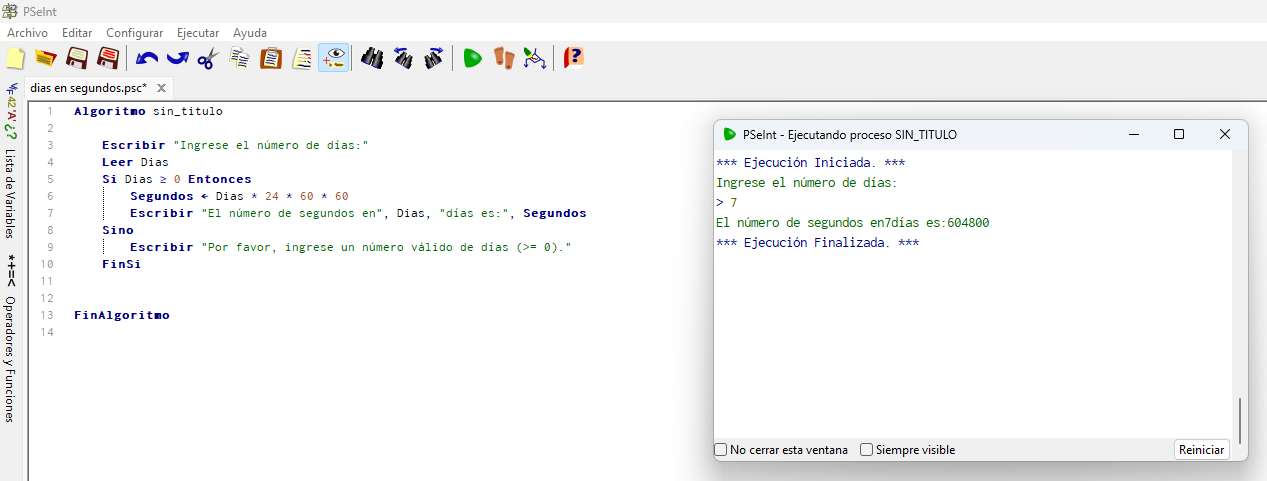 PSeInt
Archivo Editar Configurar Ejecutar Ayuda
dias en segundos.psc*
Lista de Variables
Operadores y Funciones
1 Algoritmo sin_titulo
2
3 Escribir "Ingrese el número de días:"
4 Leer Dias
5 Si Dias ≥ 0 Entonces
6 Segundos ← Dias * 24 * 60 * 60
7 Escribir "El número de segundos en", Dias, "días es:", Segundos
8 Sino
9 Escribir "Por favor, ingrese un número válido de días (>= 0)."
10 FinSi
11
12
13 FinAlgoritmo
14
PSeInt - Ejecutando proceso SIN_TITULO
*** Ejecución Iniciada. ***
Ingrese el número de días:
> 7
El número de segundos en7días es:604800
*** Ejecución Finalizada. ***
No cerrar esta ventana Siempre visible Reiniciar